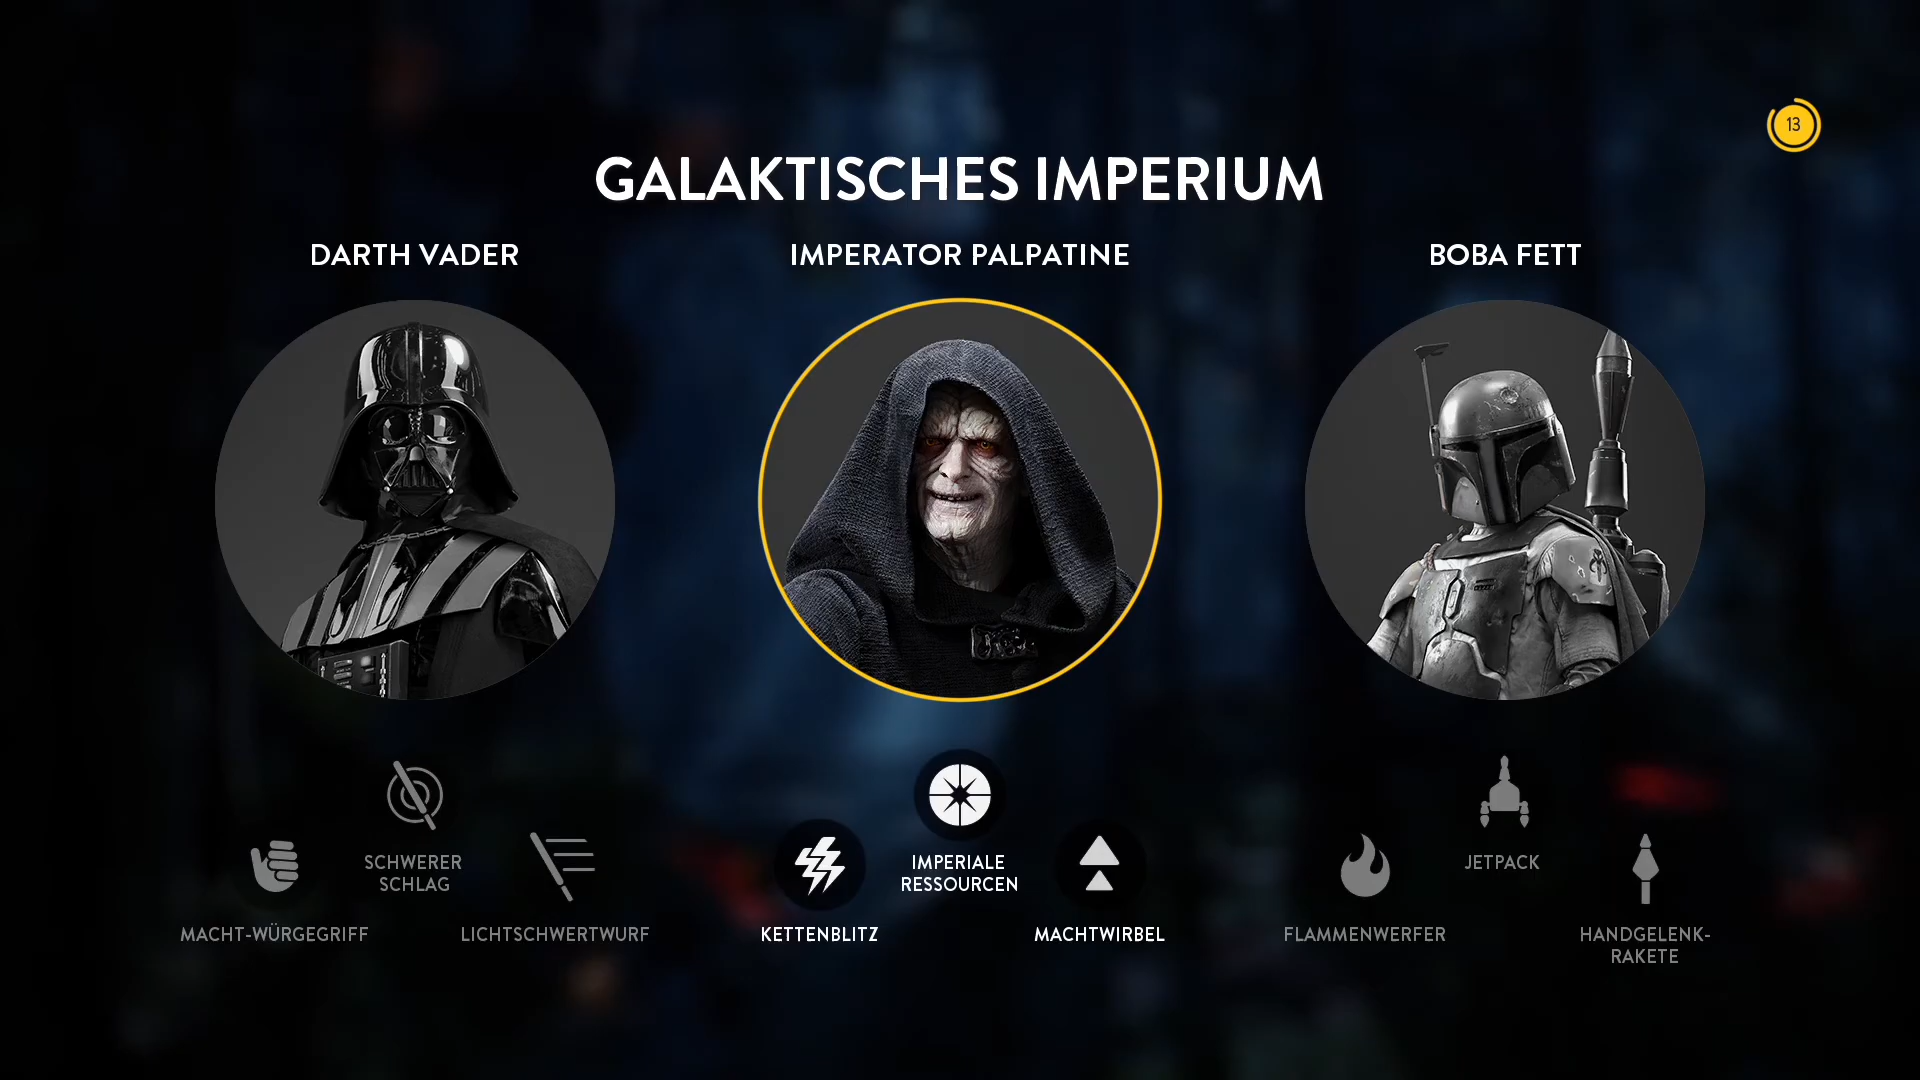 13
GALAKTISCHES IMPERIUM
DARTH VADER
IMPERATOR PALPATINE
BOBA FETT
MACHT-WÜRGEGRIFF
SCHWERER
SCHLAG
LICHTSCHWERTWURF
KETTENBLITZ
IMPERIALE
RESSOURCEN
MACHTWIRBEL
FLAMMENWERFER
JETPACK
HANDGELENK-
RAKETE